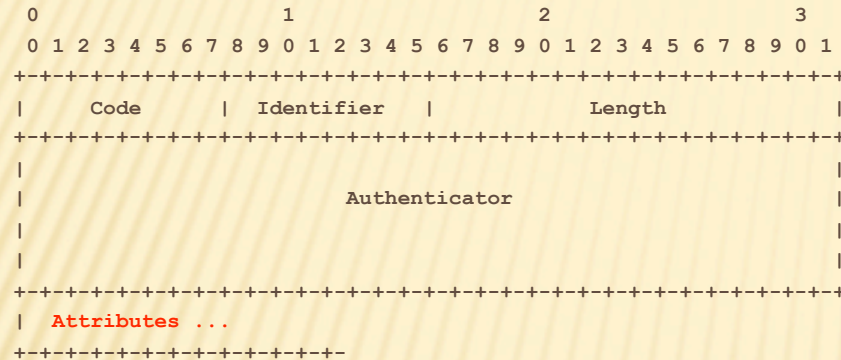 0                   1                   2                   3
0 1 2 3 4 5 6 7 8 9 0 1 2 3 4 5 6 7 8 9 0 1 2 3 4 5 6 7 8 9 0 1
+-+-+-+-+-+-+-+-+-+-+-+-+-+-+-+-+-+-+-+-+-+-+-+-+-+-+-+-+-+-+-+-+
|     Code      |  Identifier   |            Length             |
+-+-+-+-+-+-+-+-+-+-+-+-+-+-+-+-+-+-+-+-+-+-+-+-+-+-+-+-+-+-+-+-+
|                                                               |
|                         Authenticator                         |
|                                                               |
|                                                               |
+-+-+-+-+-+-+-+-+-+-+-+-+-+-+-+-+-+-+-+-+-+-+-+-+-+-+-+-+-+-+-+-+
|  Attributes ...
+-+-+-+-+-+-+-+-+-+-+-+-+-